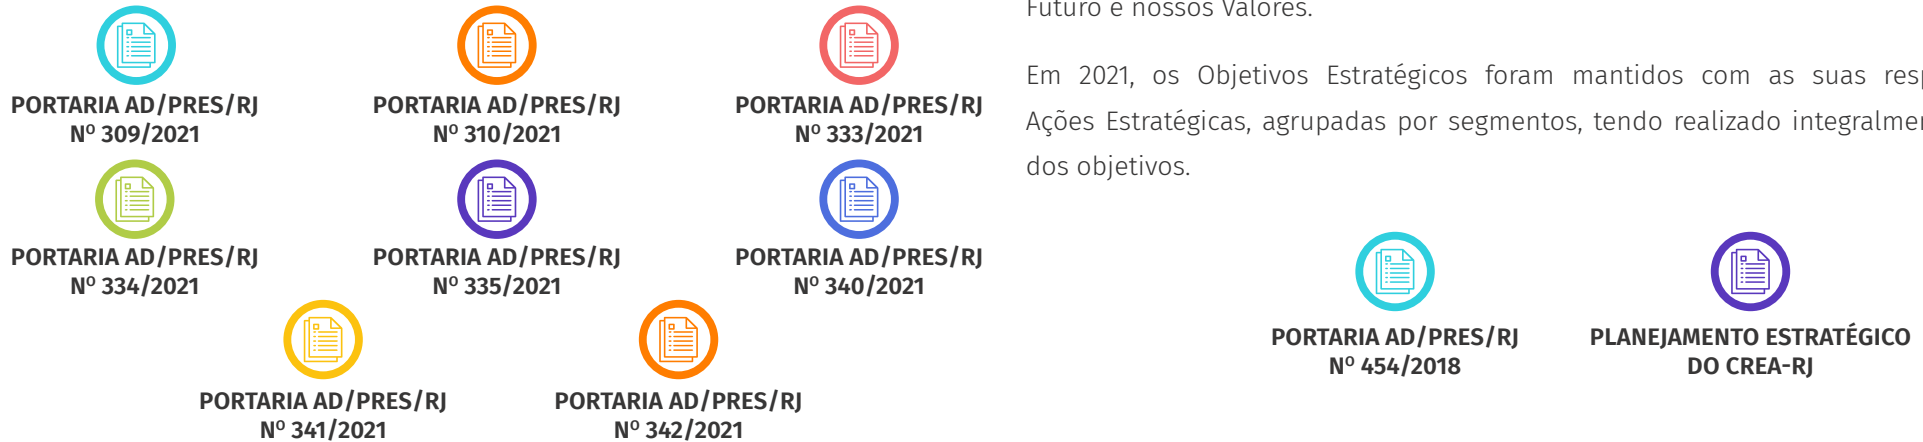 PORTARIA AD/PRES/RJ
Nº 309/2021
PORTARIA AD/PRES/RJ
Nº 310/2021
PORTARIA AD/PRES/RJ
Nº 333/2021
PORTARIA AD/PRES/RJ
Nº 334/2021
PORTARIA AD/PRES/RJ
Nº 335/2021
PORTARIA AD/PRES/RJ
Nº 340/2021
PORTARIA AD/PRES/RJ
Nº 341/2021
PORTARIA AD/PRES/RJ
Nº 342/2021
Futuro e nossos Valores.
Em 2021, os Objetivos Estratégicos foram mantidos com as suas
Ações Estratégicas, agrupadas por segmentos, tendo realizado
dos objetivos.
PORTARIA AD/PRES/RJ
Nº 454/2018
PLANEJAMENTO ESTRATÉGICO
DO CREA-RJ